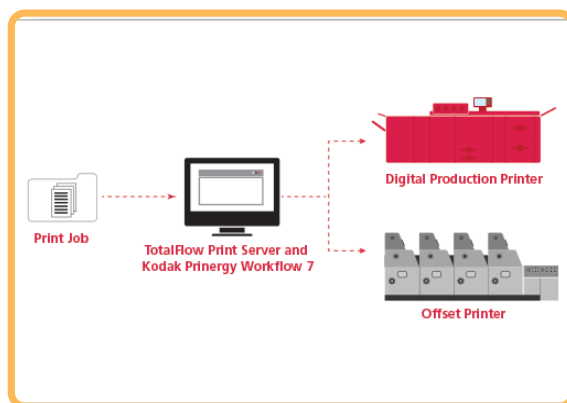 Print Job
TotalFlow Print Server and
Kodak Prinergy Workflow 7
Digital Production Printer
Offset Printer